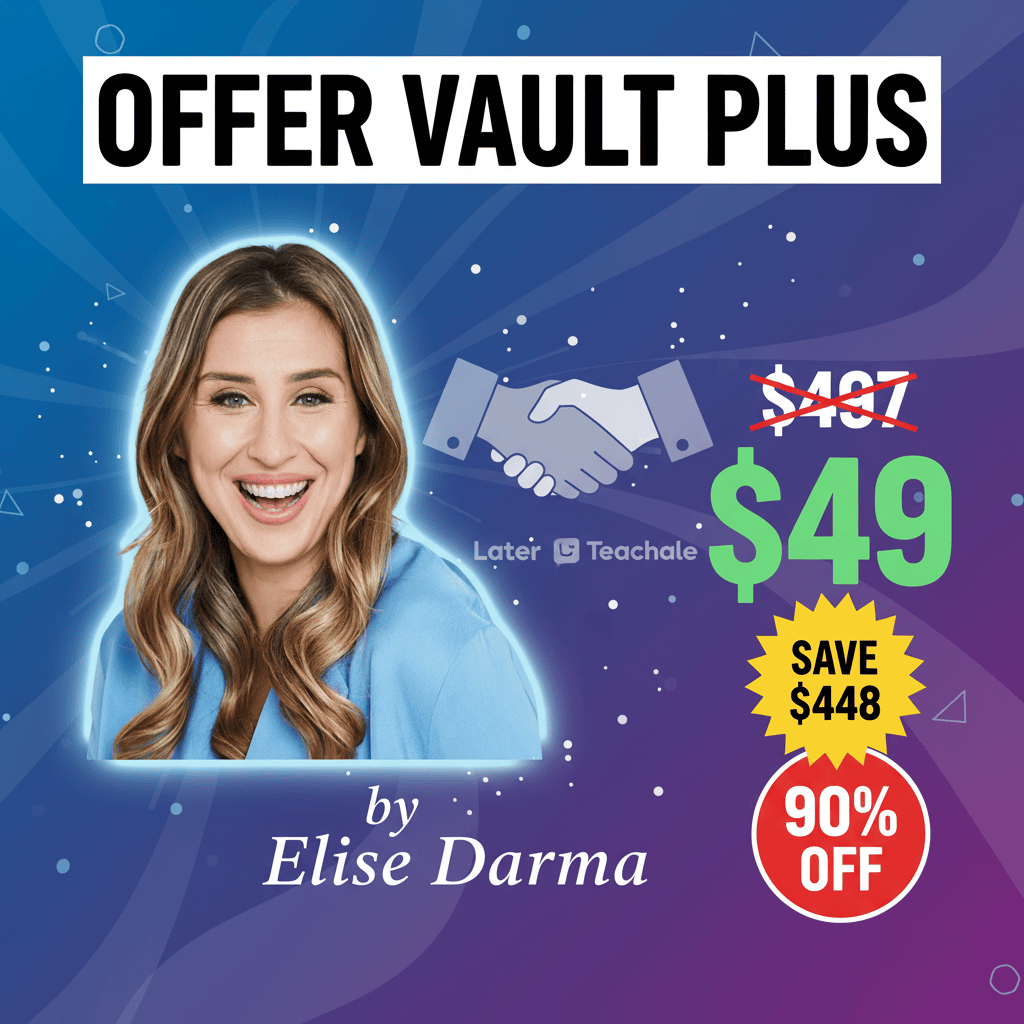 OFFER VAULT PLUS
$497
$49
Later Teachale
SAVE
$448
90%
OFF
by
Elise Darma